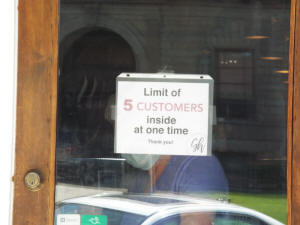 Limit of
5 CUSTOMERS
inside
at one time
Thank you!